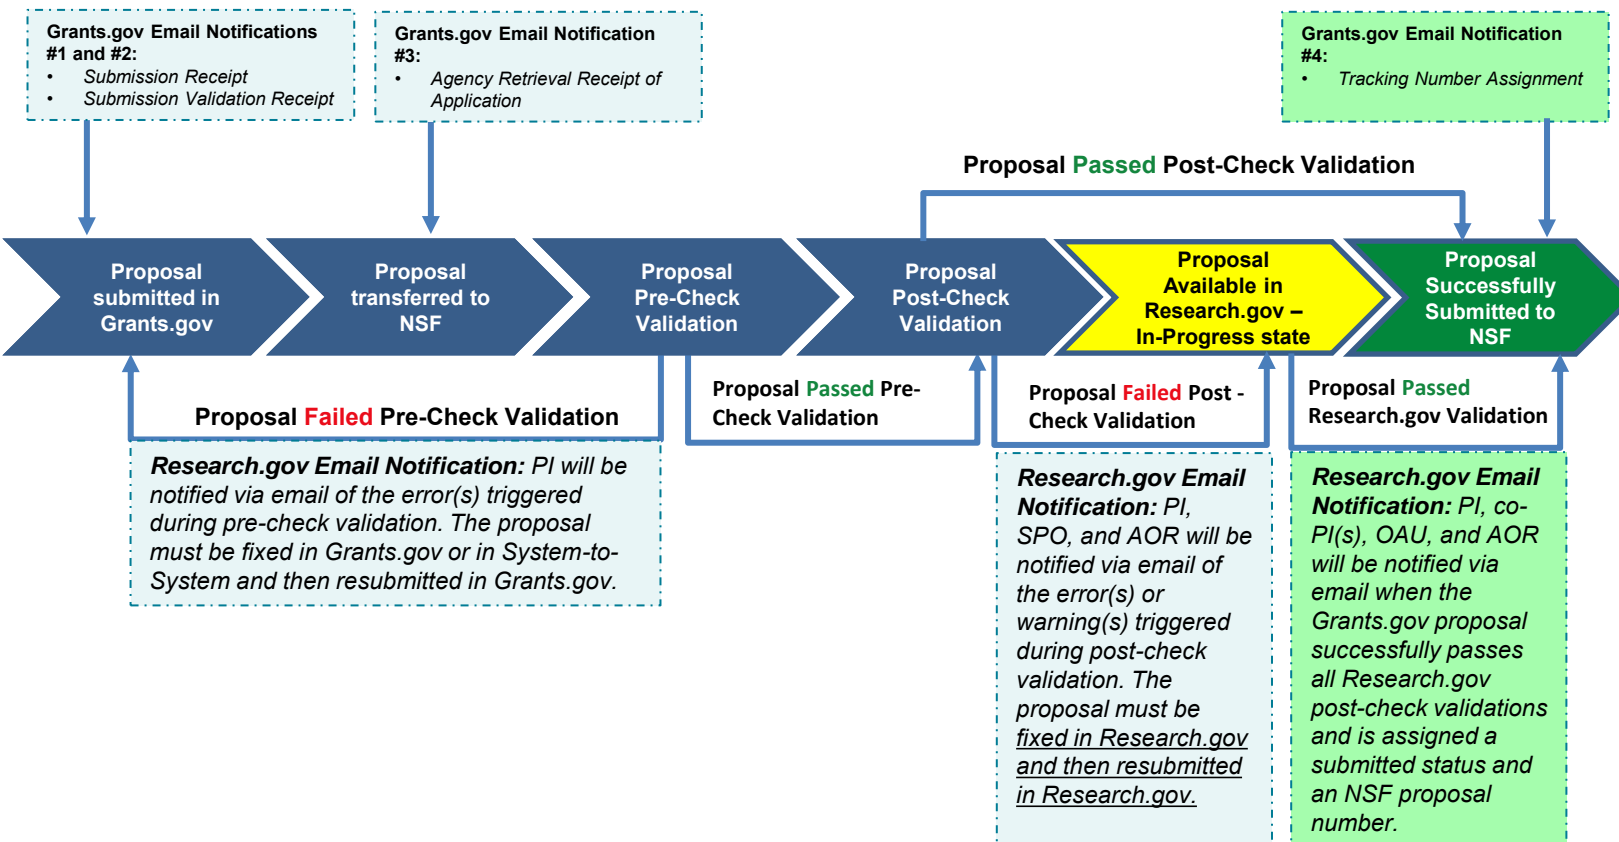 Grants.gov Email Notifications
#1 and #2:
• Submission Receipt
• Submission Validation Receipt
Grants.gov Email Notification
#3:
• Agency Retrieval Receipt of
Application
Grants.gov Email Notification
#4:
• Tracking Number Assignment
Proposal Passed Post-Check Validation
Proposal
submitted in
Grants.gov
Proposal
transferred to
NSF
Proposal
Pre-Check
Validation
Proposal
Post-Check
Validation
Proposal
Available in
Research.gov –
In-Progress state
Proposal
Successfully
Submitted to
NSF
Proposal Failed Pre-Check Validation
Proposal Passed Pre-
Check Validation
Proposal Failed Post -
Check Validation
Proposal Passed
Research.gov Validation
Research.gov Email Notification: PI will be
notified via email of the error(s) triggered
during pre-check validation. The proposal
must be fixed in Grants.gov or in System-to-
System and then resubmitted in Grants.gov.
Research.gov Email
Notification: PI,
SPO, and AOR will be
notified via email of
the error(s) or
warning(s) triggered
during post-check
validation. The
proposal must be
fixed in Research.gov
and then resubmitted
in Research.gov.
Research.gov Email
Notification: PI, co-
PI(s), OAU, and AOR
will be notified via
email when the
Grants.gov proposal
successfully passes
all Research.gov
post-check validations
and is assigned a
submitted status and
an NSF proposal
number.